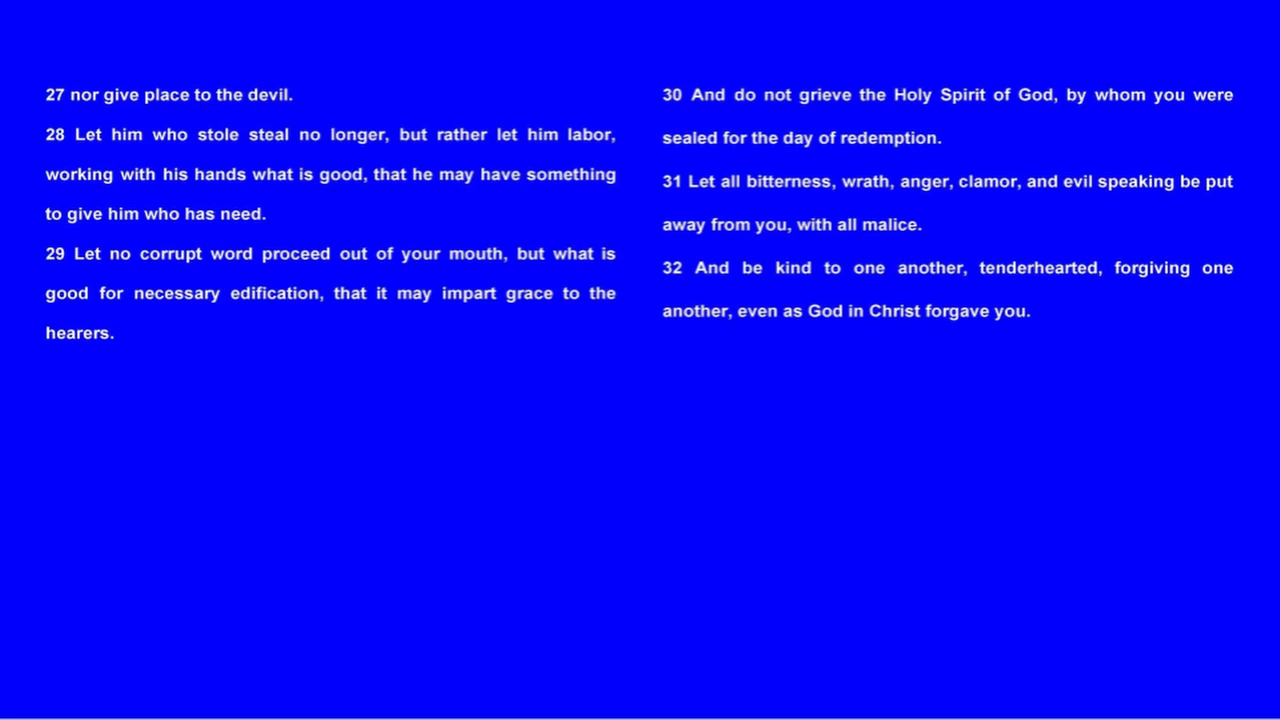 27 nor give place to the devil.
28 Let him who stole steal no longer, but rather let him labor,
working with his hands what is good, that he may have something
to give him who has need.
29 Let no corrupt word proceed out of your mouth, but what is
good for necessary edification, that it may impart grace to the
hearers.
30 And do not grieve the Holy Spirit of God, by whom you were
sealed for the day of redemption.
31 Let all bitterness, wrath, anger, clamor, and evil speaking be put
away from you, with all malice.
32 And be kind to one another, tenderhearted, forgiving one
another, even as God in Christ forgave you.